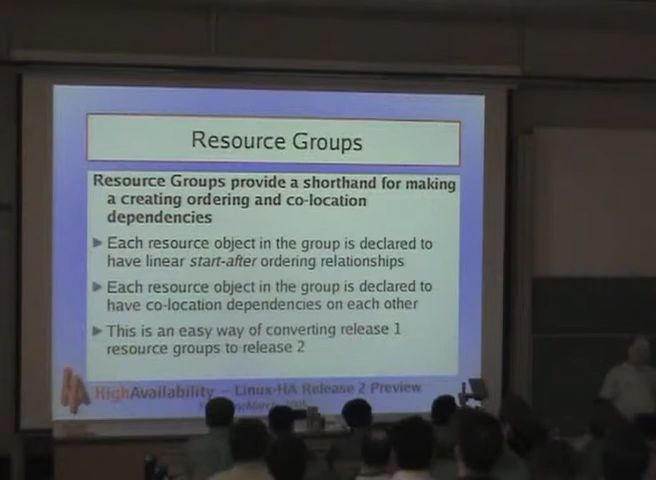 Resource Groups
Resource Groups provide a shorthand for making
a creating ordering and co-location
dependencies
Each resource object in the group is declared to
have linear start-after ordering relationships
Each resource object in the group is declared to
have co-location dependencies on each other
This is an easy way of converting release 1
resource groups to release 2
HighAvailability – Linux-HA Release 2 Preview